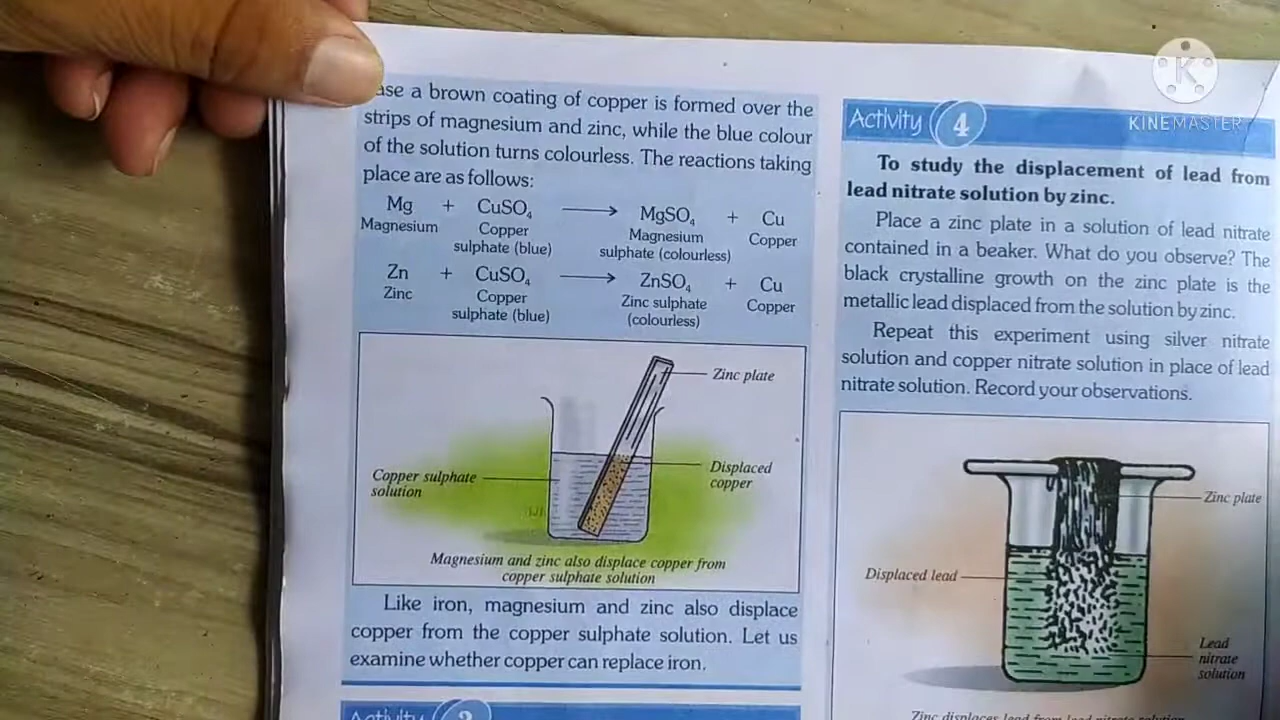 ase a brown coating of copper is formed over the
strips of magnesium and zinc, while the blue colour
of the solution turns colourless. The reactions taking
place are as follows:
Mg + CuSO₄ ⟶ MgSO₄ + Cu
Magnesium Copper Magnesium Copper
sulphate (blue) sulphate (colourless)
Zn + CuSO₄ ⟶ ZnSO₄ + Cu
Zinc Copper Zinc sulphate Copper
sulphate (blue) (colourless)
Zinc plate
Copper sulphate
solution
Displaced
copper
Magnesium and zinc also displace copper from
copper sulphate solution
Like iron, magnesium and zinc also displace
copper from the copper sulphate solution. Let us
examine whether copper can replace iron.
Activity 3
Activity 4
K
KINEMASTER
To study the displacement of lead from
lead nitrate solution by zinc.
Place a zinc plate in a solution of lead nitrate
contained in a beaker. What do you observe? The
black crystalline growth on the zinc plate is the
metallic lead displaced from the solution by zinc.
Repeat this experiment using silver nitrate
solution and copper nitrate solution in place of lead
nitrate solution. Record your observations.
Zinc plate
Displaced lead
Lead
nitrate
solution
Zinc displaces lead from lead nitrate solution